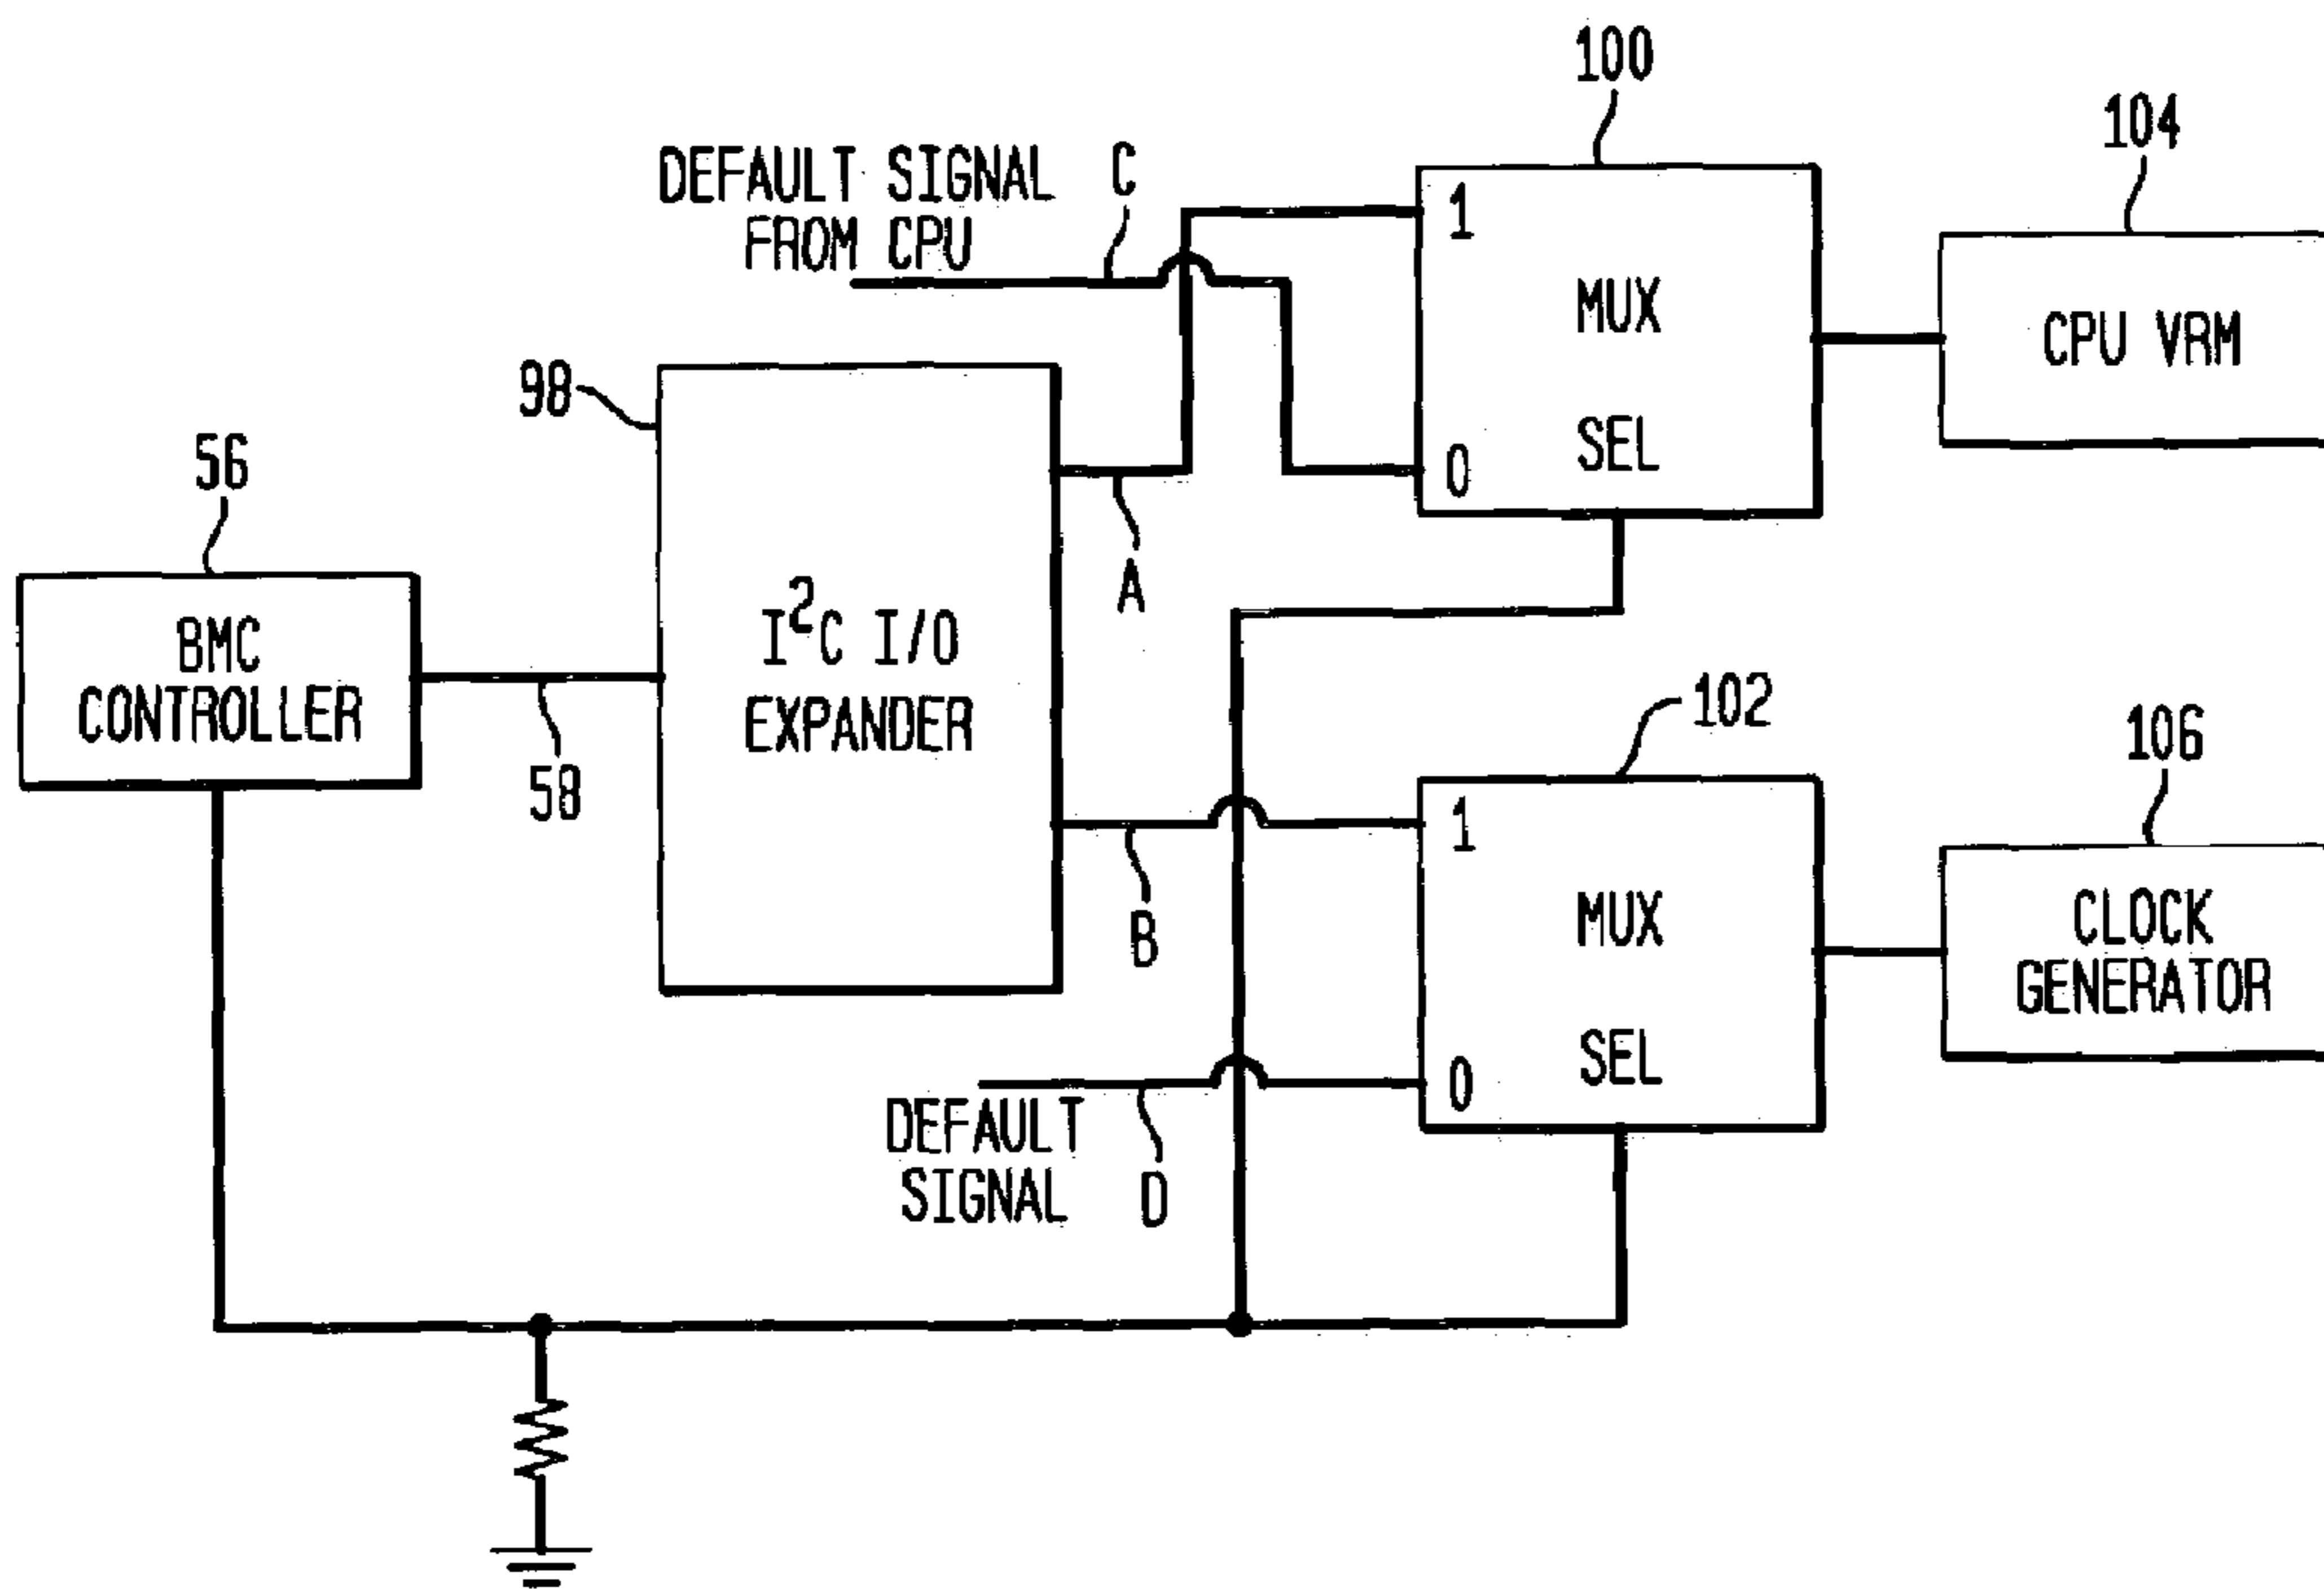 100
104
DEFAULT SIGNAL
FROM CPU
C
1
MUX
SEL
0
CPU VRM
98
56
A
BMC
CONTROLLER
58
I²C I/O
EXPANDER
102
106
B
1
MUX
SEL
0
CLOCK
GENERATOR
DEFAULT
SIGNAL
D